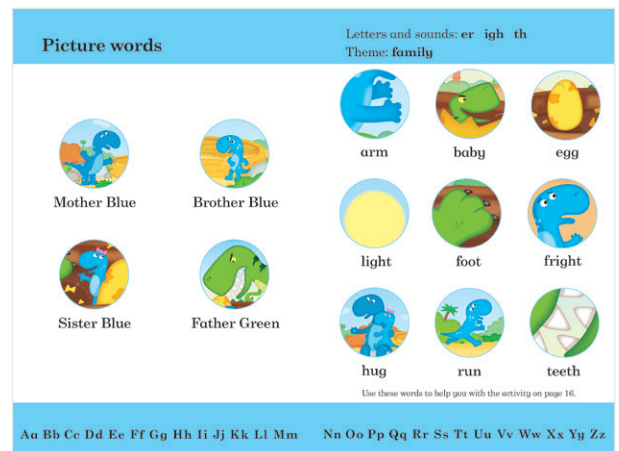 Picture words
Mother Blue
Brother Blue
Sister Blue
Father Green
Letters and sounds: er igh th
Theme: family
arm
baby
egg
light
foot
fright
hug
run
teeth
Use these words to help you with the activity on page 16.
Aa Bb Cc Dd Ee Ff Gg Hh Ii Jj Kk Ll Mm
Nn Oo Pp Qq Rr Ss Tt Uu Vv Ww Xx Yy Zz